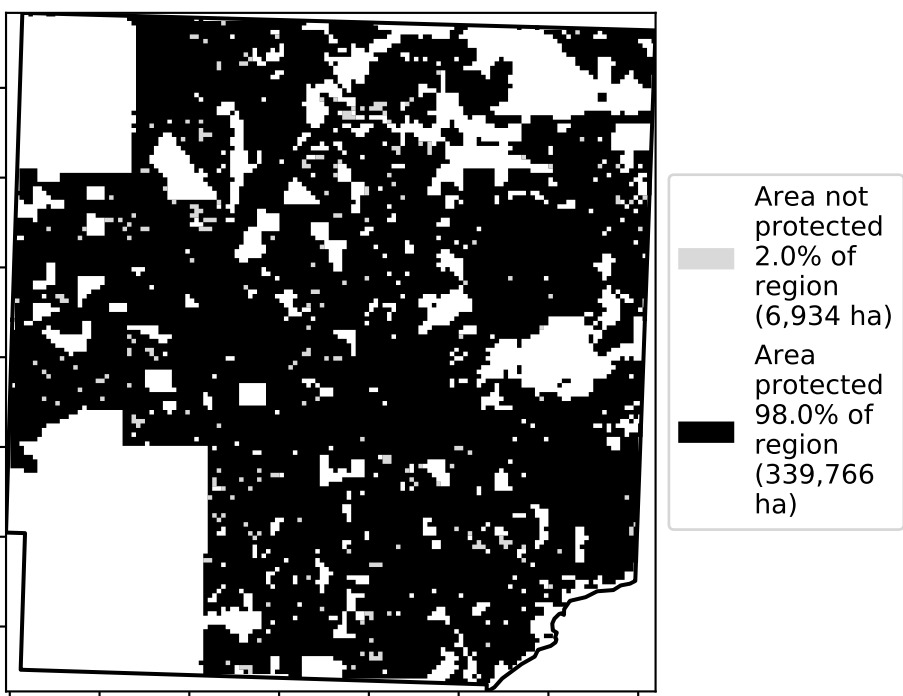 Area not
protected
2.0% of
region
(6,934 ha)
Area
protected
98.0% of
region
(339,766
ha)